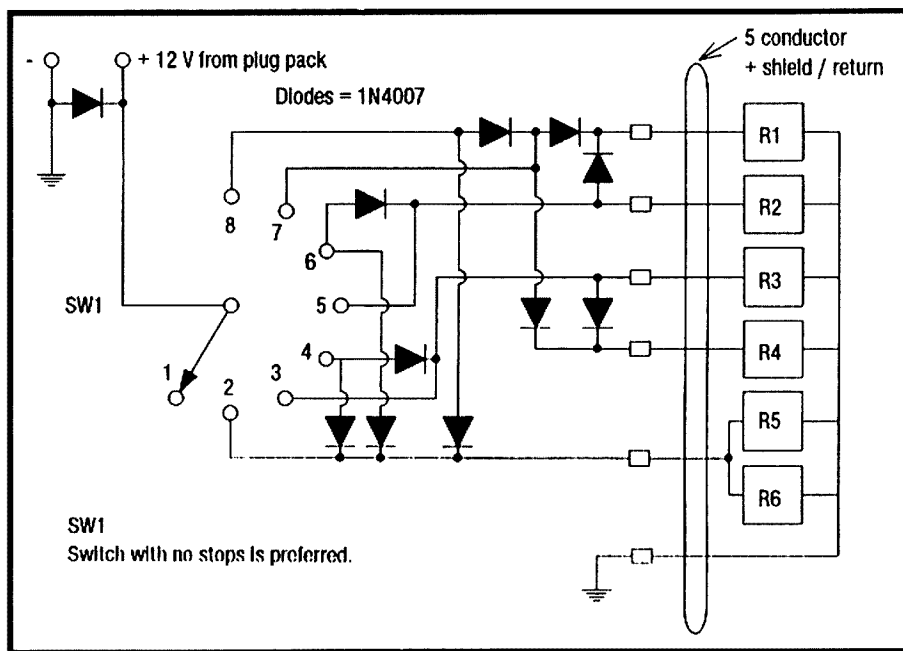 - + 12 V from plug pack
Diodes = 1N4007
5 conductor
+ shield / return
R1
R2
R3
R4
R5
R6
8
7
6
5
4
3
2
1
SW1
SW1
Switch with no stops is preferred.